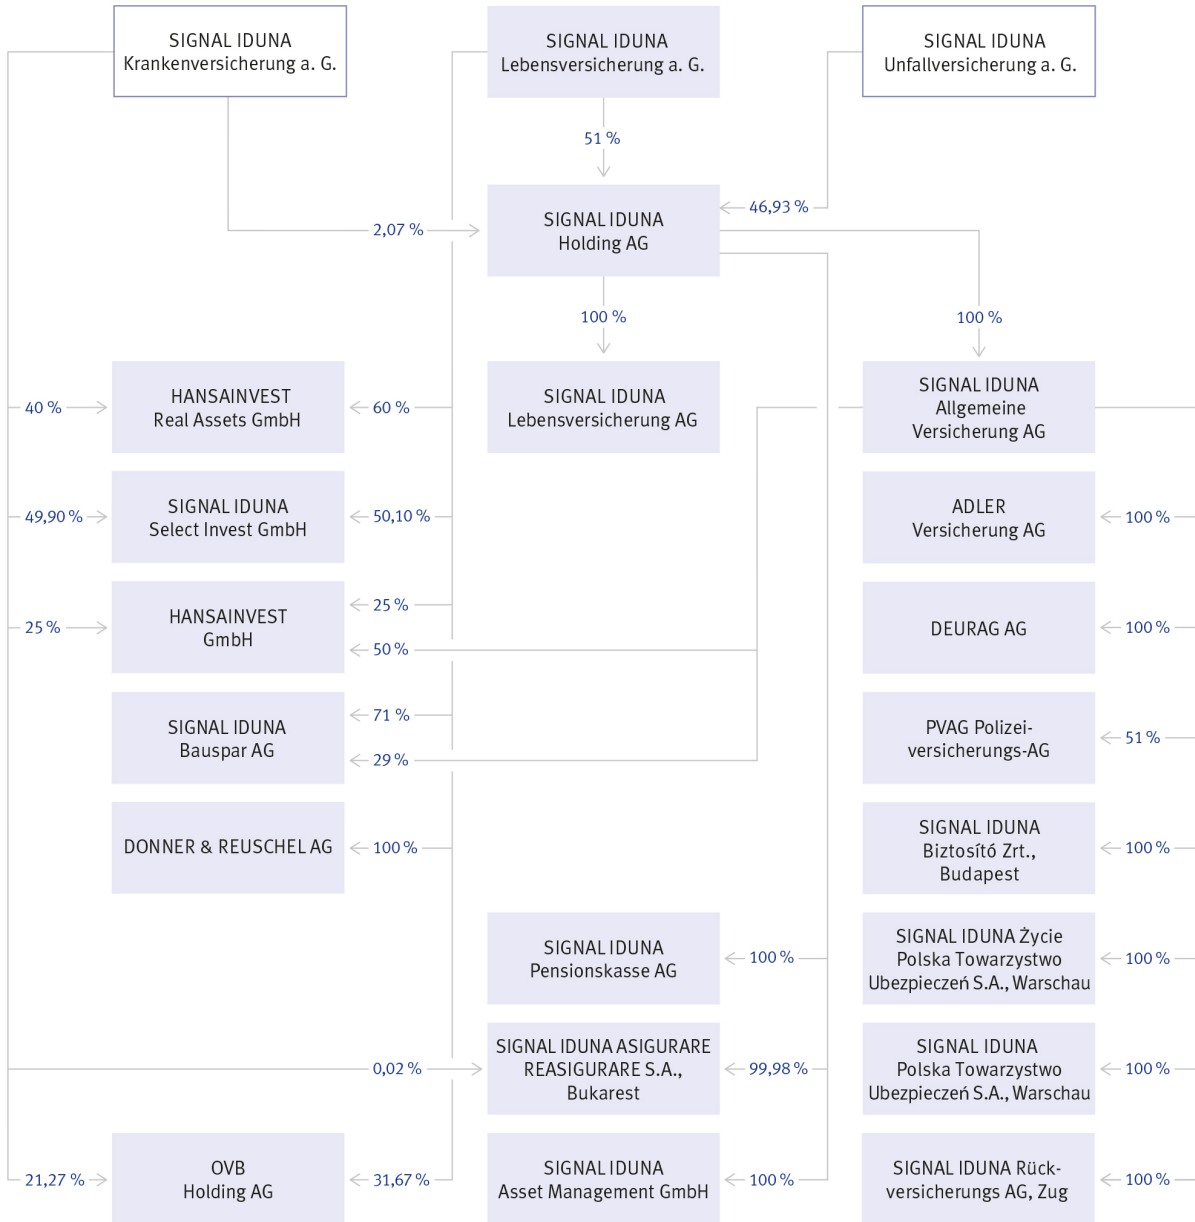 SIGNAL IDUNA
Krankenversicherung a. G.
SIGNAL IDUNA
Lebensversicherung a. G.
SIGNAL IDUNA
Unfallversicherung a. G.
51 %
SIGNAL IDUNA
Holding AG
46,93 %
2,07 %
100 %
100 %
40 %
HANSAINVEST
Real Assets GmbH
60 %
SIGNAL IDUNA
Lebensversicherung AG
SIGNAL IDUNA
Allgemeine
Versicherung AG
49,90 %
SIGNAL IDUNA
Select Invest GmbH
50,10 %
ADLER
Versicherung AG
100 %
25 %
HANSAINVEST
GmbH
25 %
50 %
DEURAG AG
100 %
SIGNAL IDUNA
Bauspar AG
71 %
29 %
PVAG Polizei-
versicherungs-AG
51 %
DONNER & REUSCHEL AG
100 %
SIGNAL IDUNA
Biztosító Zrt.,
Budapest
100 %
SIGNAL IDUNA
Pensionskasse AG
100 %
SIGNAL IDUNA Życie
Polska Towarzystwo
Ubezpieczeń S.A., Warschau
100 %
0,02 %
SIGNAL IDUNA ASIGURARE
REASIGURARE S.A.,
Bukarest
99,98 %
SIGNAL IDUNA
Polska Towarzystwo
Ubezpieczeń S.A., Warschau
100 %
21,27 %
OVB
Holding AG
31,67 %
SIGNAL IDUNA
Asset Management GmbH
100 %
SIGNAL IDUNA Rück-
versicherungs AG, Zug
100 %